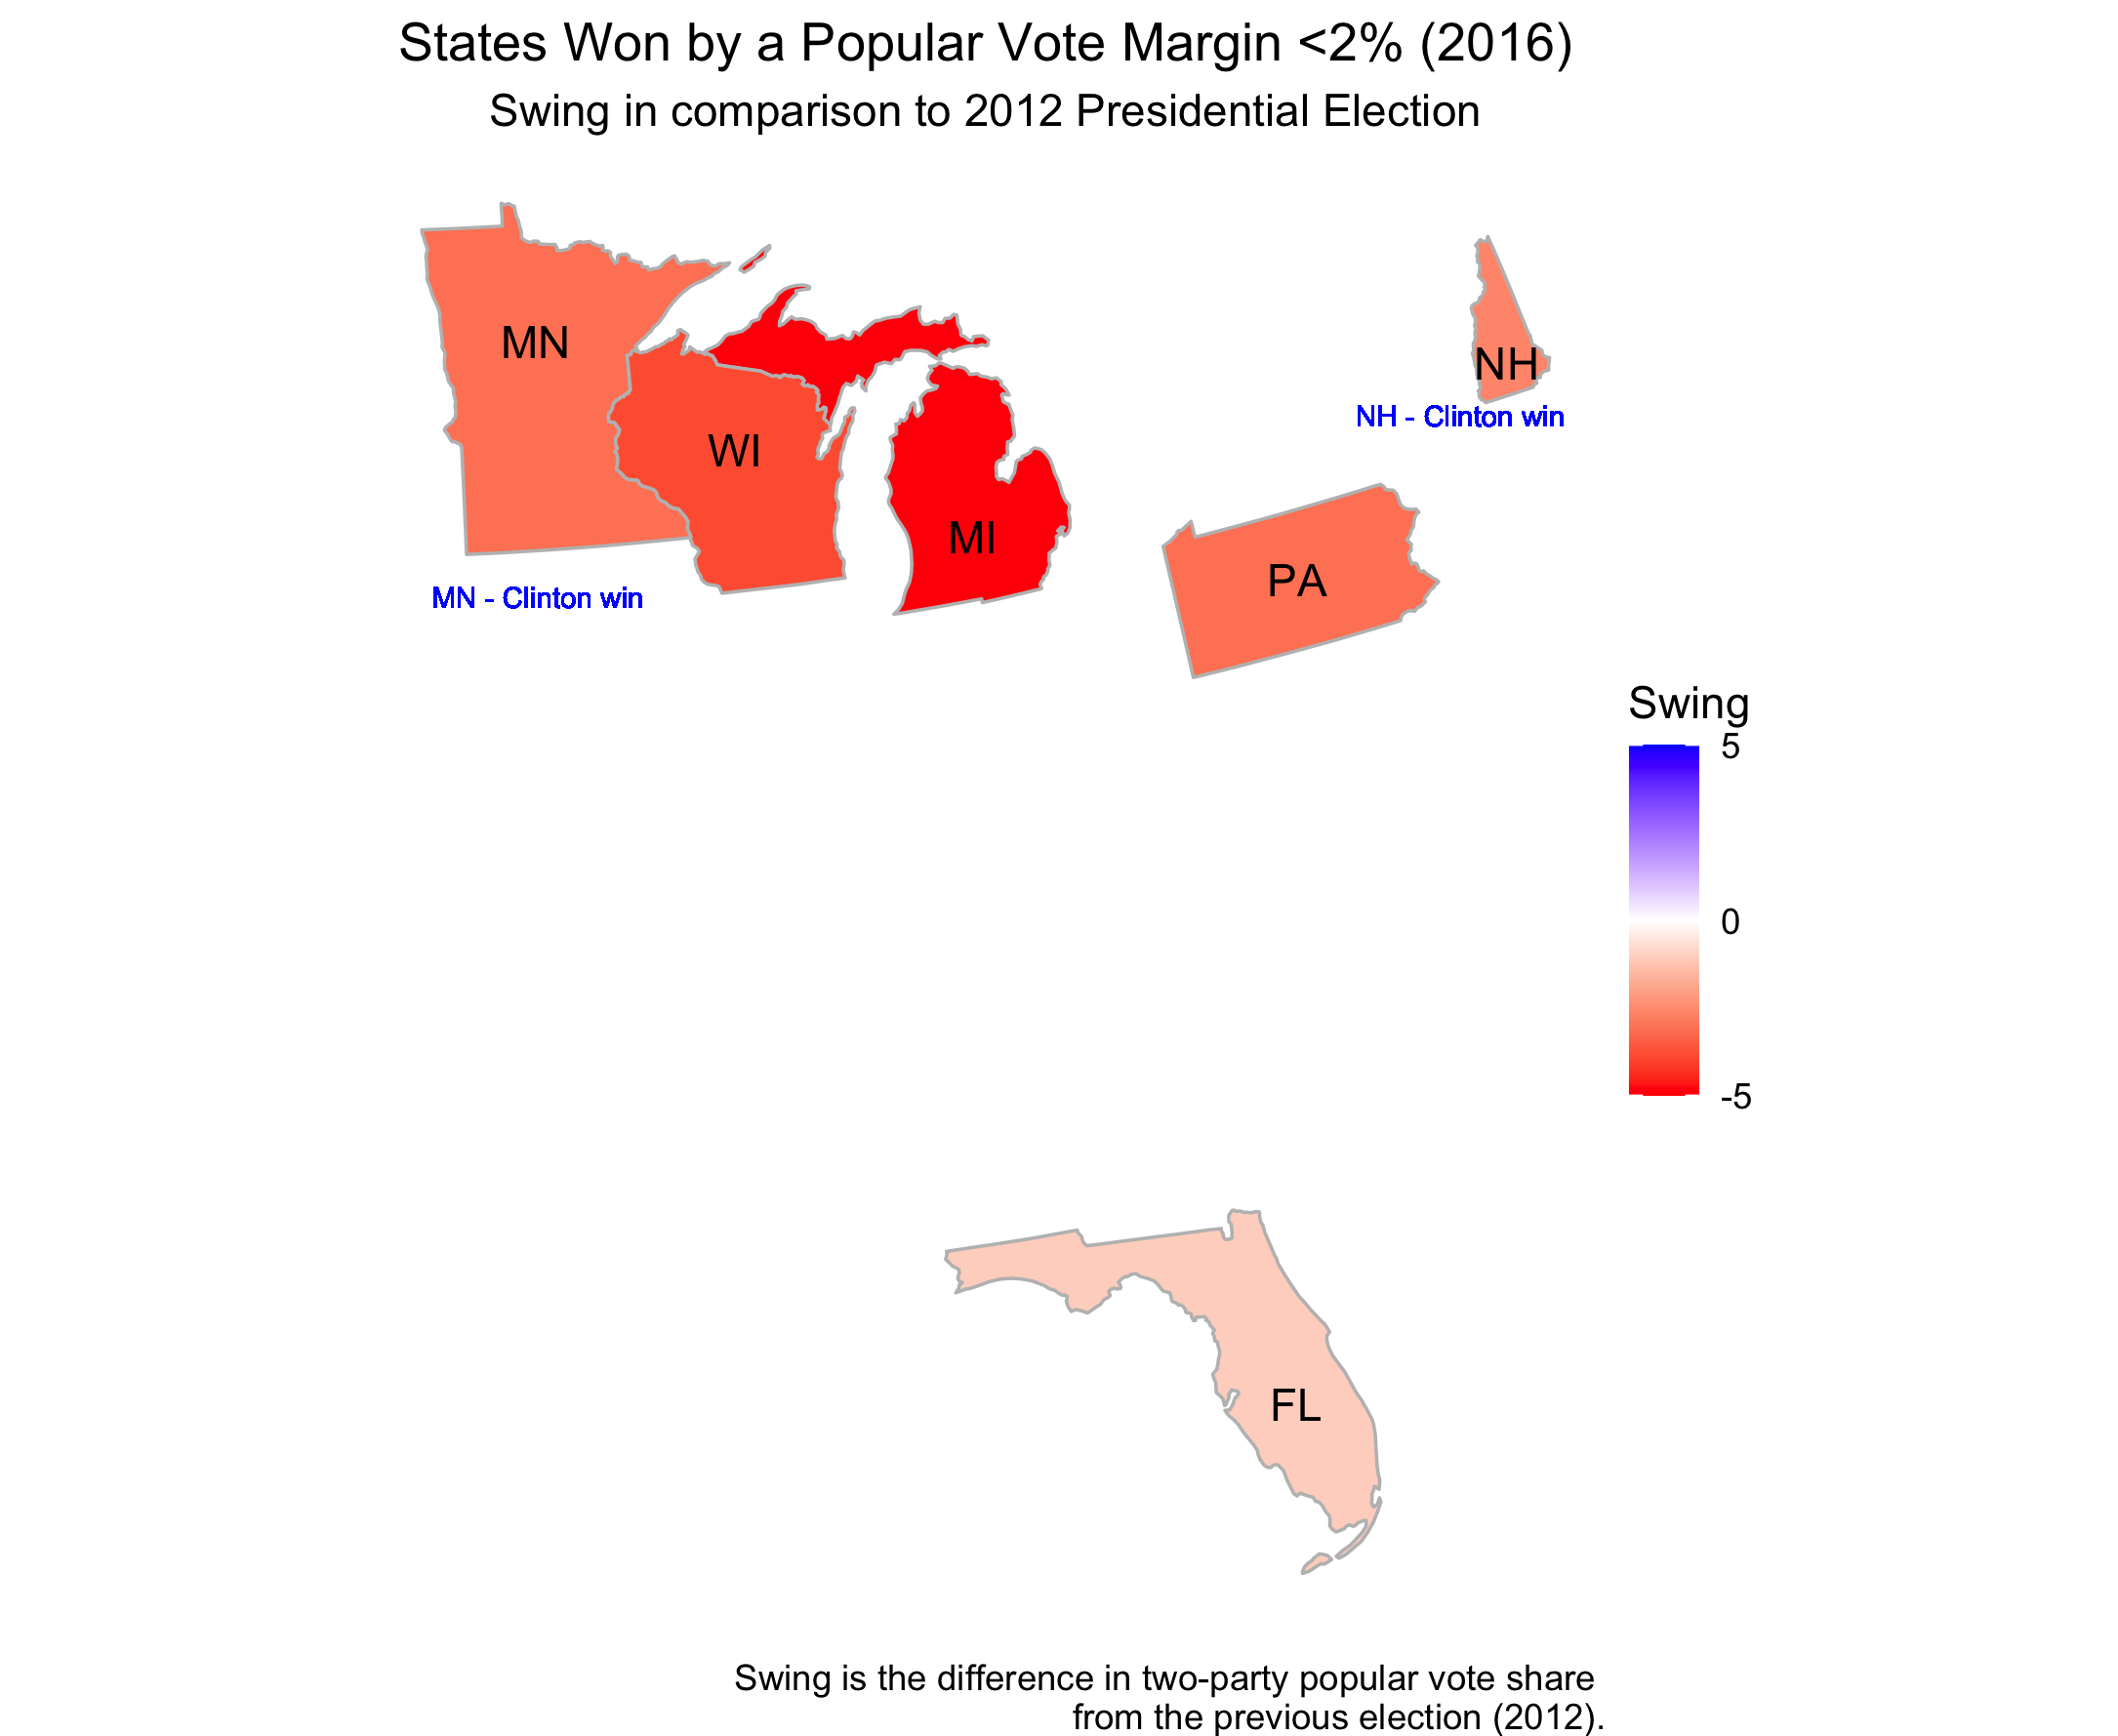 States Won by a Popular Vote Margin <2% (2016)
Swing in comparison to 2012 Presidential Election
MN
WI
MI
NH
NH - Clinton win
PA
MN - Clinton win
Swing
5
0
-5
FL
Swing is the difference in two-party popular vote share
from the previous election (2012).